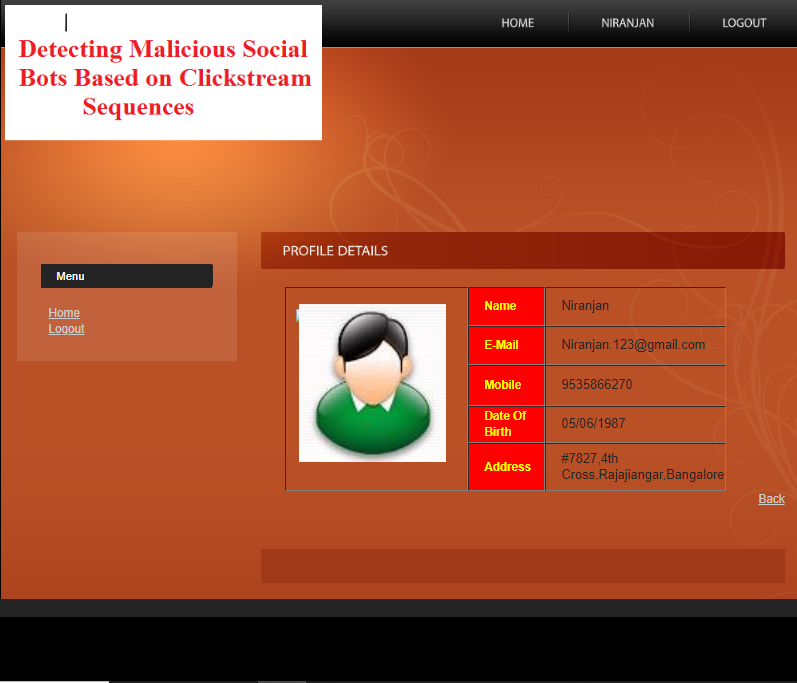 HOME NIRANJAN LOGOUT
Detecting Malicious Social
Bots Based on Clickstream
Sequences
PROFILE DETAILS
Menu
Home
Logout
Name Niranjan
E-Mail Niranjan.123@gmail.com
Mobile 9535866270
Date Of
Birth 05/06/1987
Address #7827,4th
Cross,Rajajiangar,Bangalore
Back